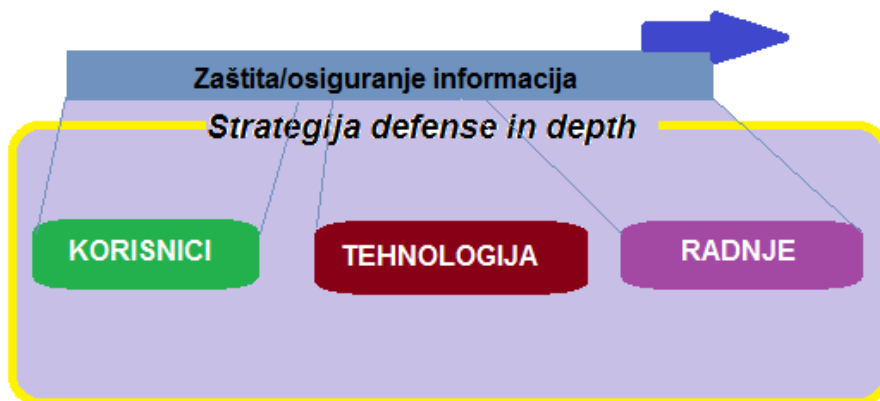 Zaštita/osiguranje informacija
Strategija defense in depth
KORISNICI
TEHNOLOGIJA
RADNJE